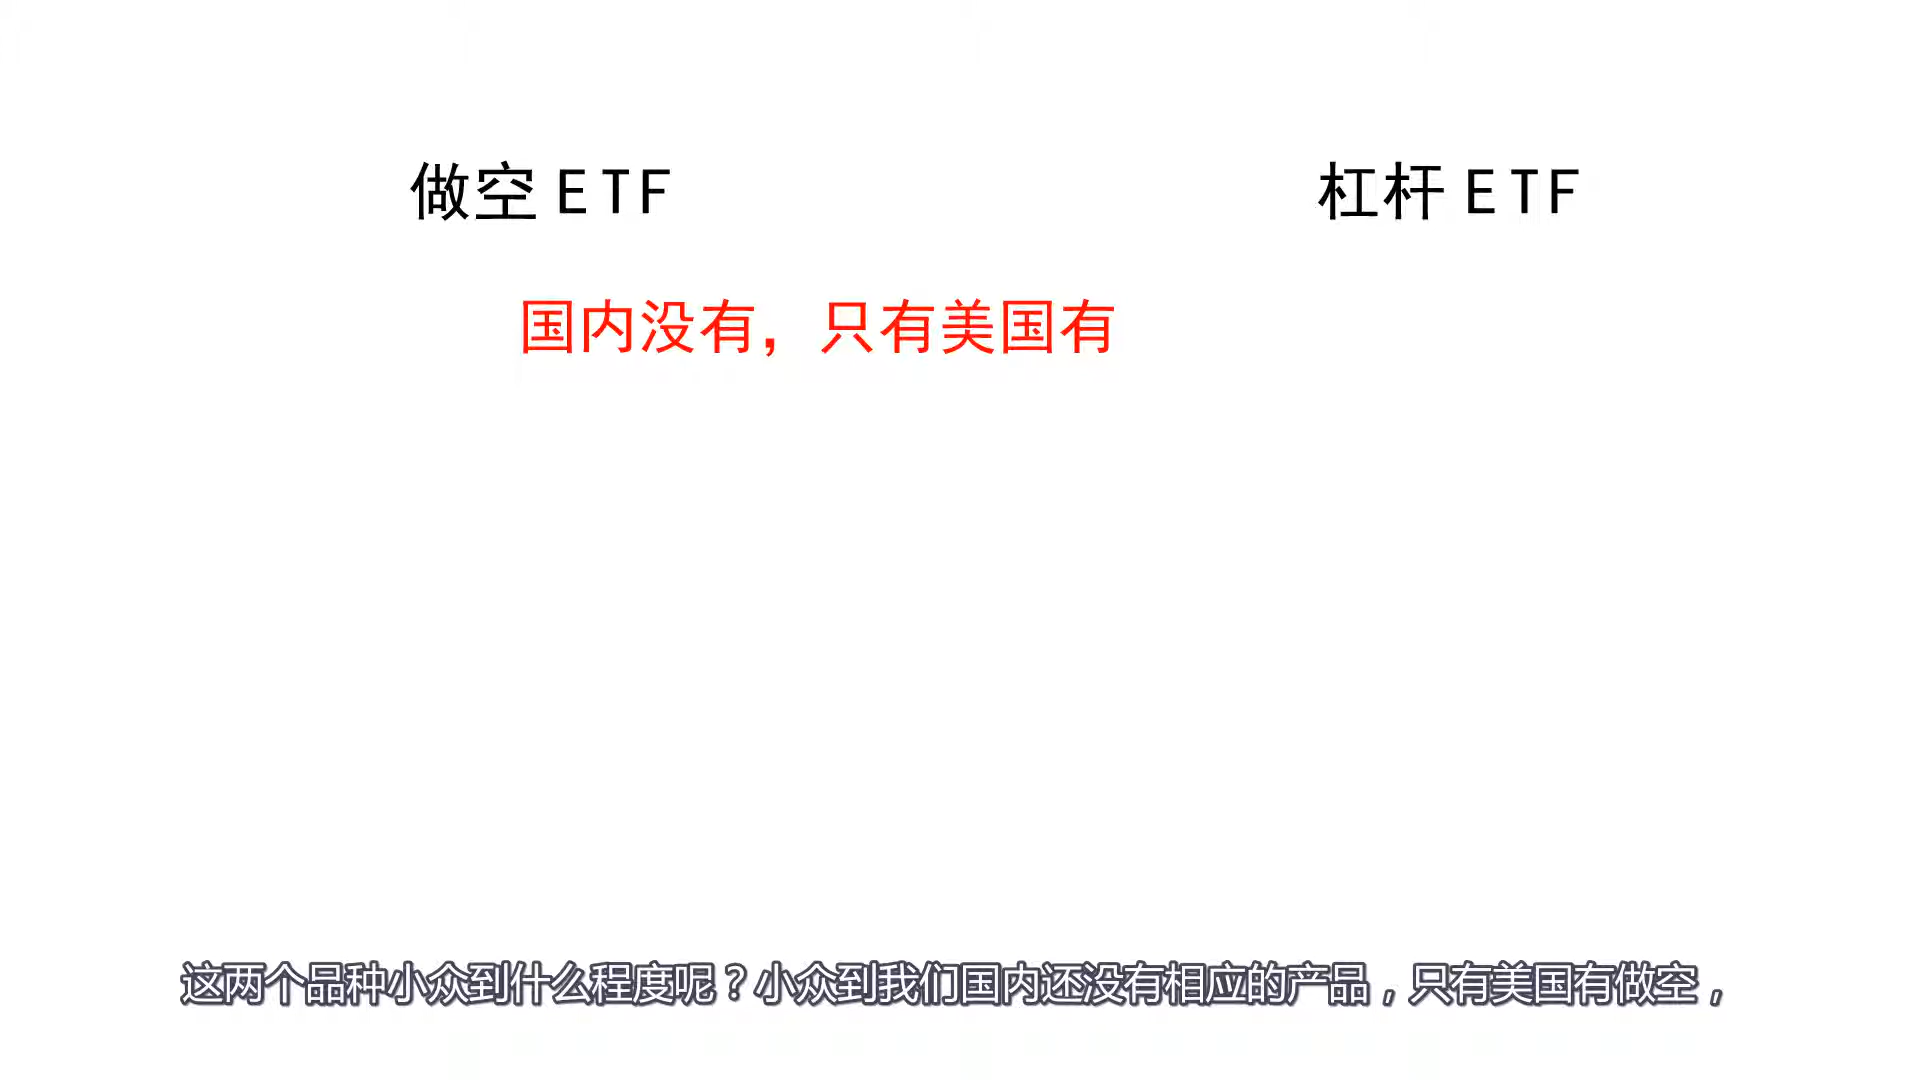 做空ETF
杠杆ETF
国内没有，只有美国有
这两个品种小众到什么程度呢？小众到我们国内还没有相应的产品，只有美国有做空，